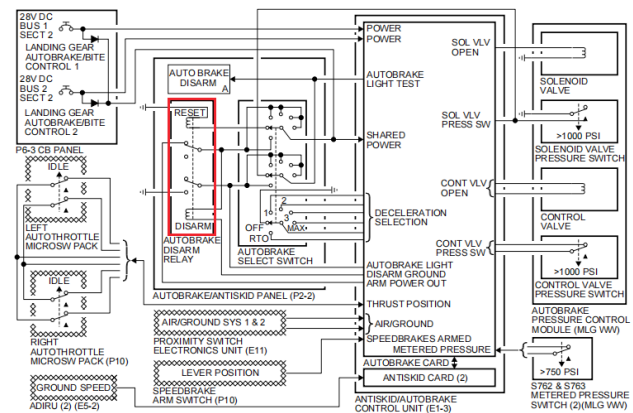 28V DC
BUS 1
SECT 2
LANDING GEAR
AUTOBRAKE/BITE
CONTROL 1
28V DC
BUS 2
SECT 2
LANDING GEAR
AUTOBRAKE/BITE
CONTROL 2
P6-3 CB PANEL
IDLE
LEFT
AUTOTHROTTLE
MICROSW PACK
IDLE
RIGHT
AUTOTHROTTLE
MICROSW PACK (P10)
GROUND SPEED
ADIRU (2) (E5-2)
AUTO BRAKE
DISARM
A
RESET
DISARM
AUTOBRAKE
DISARM
RELAY
OFF
RTO
1
2
3
MAX
AUTOBRAKE
SELECT SWITCH
AUTOBRAKE/ANTISKID PANEL (P2-2)
AIR/GROUND SYS 1 & 2
PROXIMITY SWITCH
ELECTRONICS UNIT (E11)
LEVER POSITION
SPEEDBRAKE
ARM SWITCH (P10)
POWER
POWER
AUTOBRAKE
LIGHT TEST
SHARED
POWER
DECELERATION
SELECTION
AUTOBRAKE LIGHT
DISARM GROUND
ARM POWER OUT
THRUST POSITION
AIR/GROUND
SPEEDBRAKES ARMED
METERED PRESSURE
AUTOBRAKE CARD
ANTISKID CARD (2)
ANTISKID/AUTOBRAKE
CONTROL UNIT (E1-3)
SOL VLV
OPEN
SOL VLV
PRESS SW
CONT VLV
OPEN
CONT VLV
PRESS SW
SOLENOID
VALVE
>1000 PSI
SOLENOID VALVE
PRESSURE SWITCH
CONTROL
VALVE
>1000 PSI
CONTROL VALVE
PRESSURE SWITCH
AUTOBRAKE
PRESSURE CONTROL
MODULE (MLG WW)
>750 PSI
S762 & S763
METERED PRESSURE
SWITCH (2)(MLG WW)